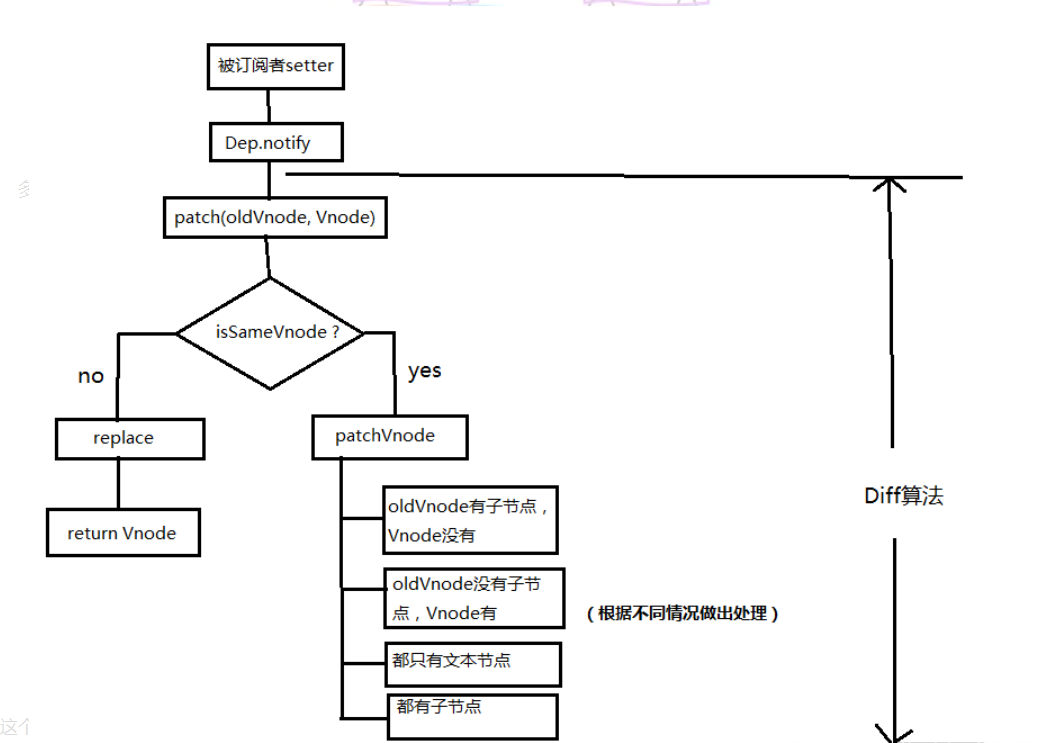 被订阅者setter
Dep.notify
patch(oldVnode, Vnode)
isSameVnode ?
no
yes
replace
patchVnode
return Vnode
oldVnode有子节点，
Vnode没有
oldVnode没有子节
点，Vnode有
（根据不同情况做出处理）
都只有文本节点
都有子节点
Diff算法
这个